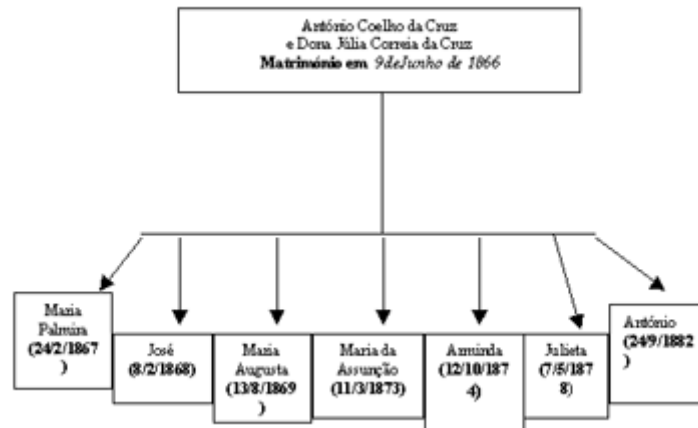 António Coelho da Cruz
e Dona Júlia Correia da Cruz
Matrimónio em 9deJunho de 1866
Maria
Palmira
(24/2/1867
)
José
(8/2/1868)
Maria
Augusta
(13/8/1869
)
Maria da
Assunção
(11/3/1873)
Arminda
(12/10/187
4)
Julieta
(7/5/187
8)
António
(24/9/1882
)